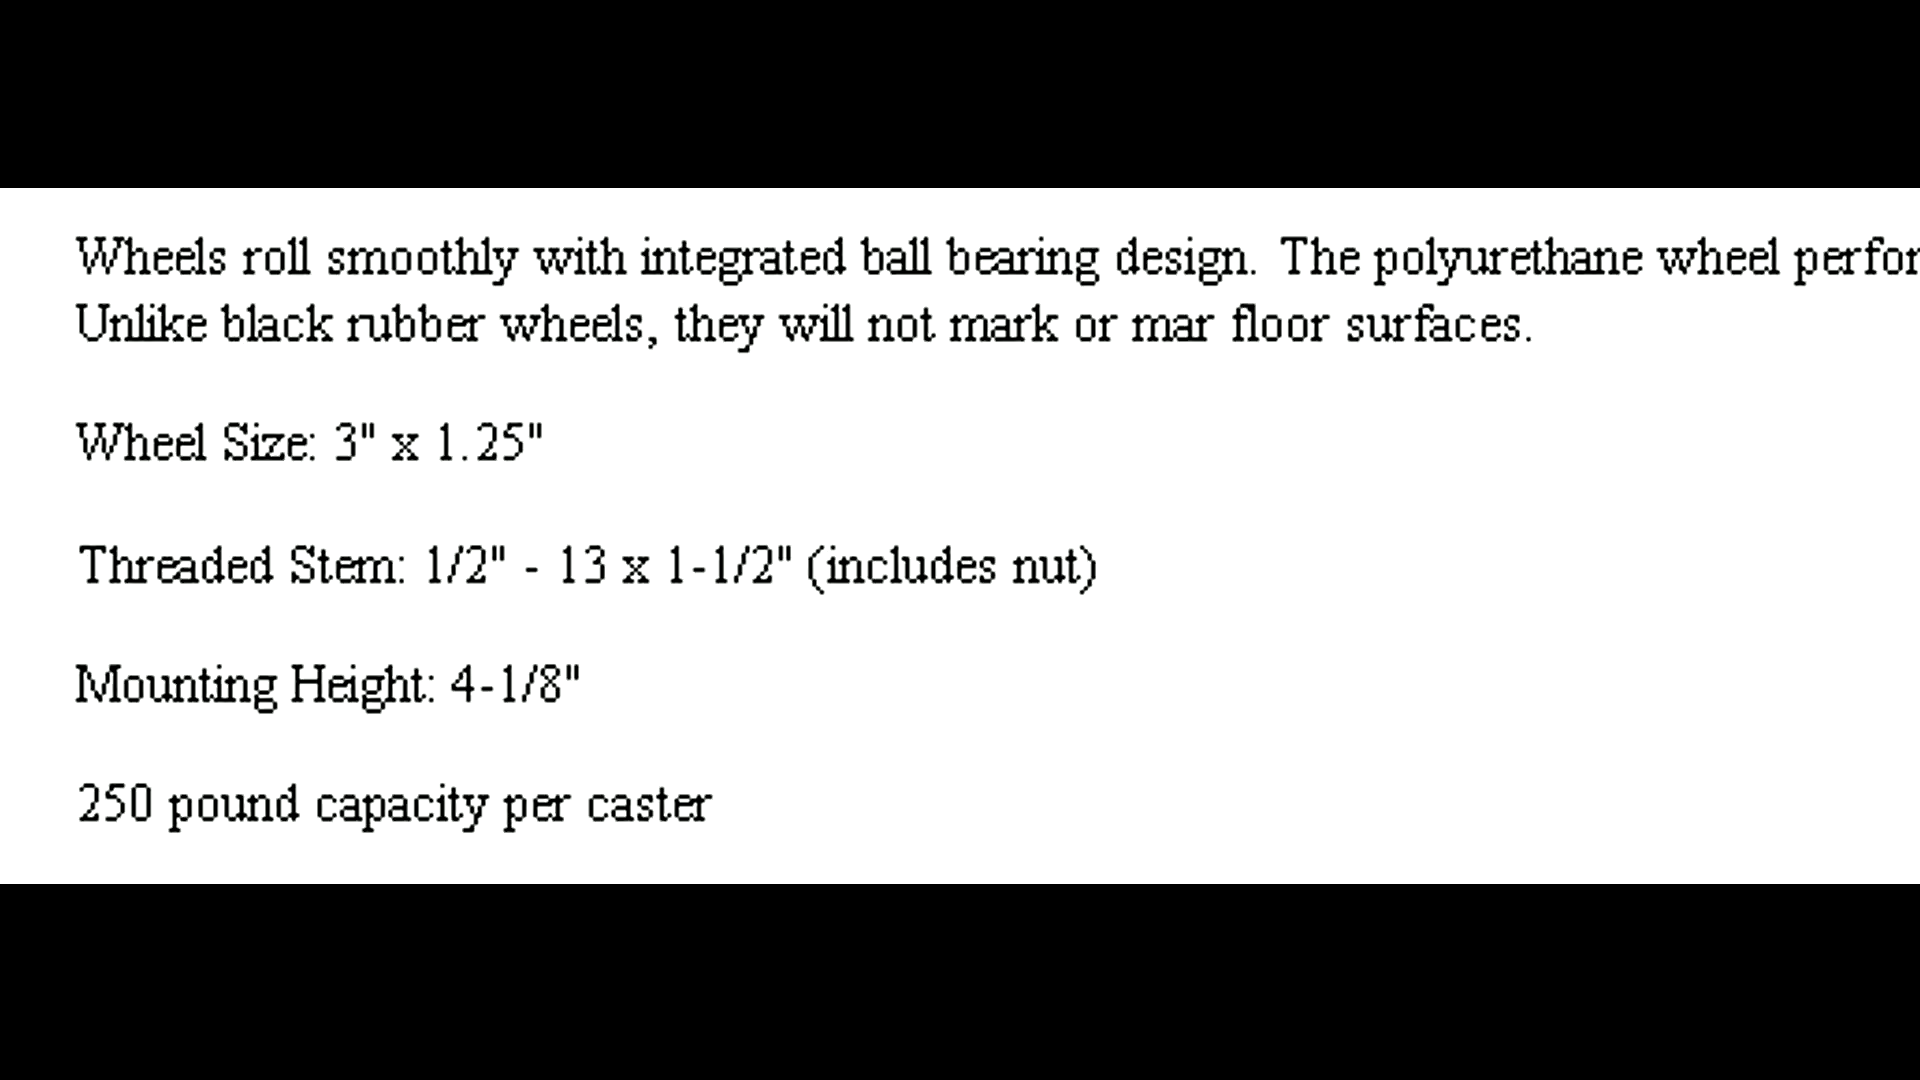 Wheels roll smoothly with integrated ball bearing design. The polyurethane wheel perfor
Unlike black rubber wheels, they will not mark or mar floor surfaces.
Wheel Size: 3" x 1.25"
Threaded Stem: 1/2" - 13 x 1-1/2" (includes nut)
Mounting Height: 4-1/8"
250 pound capacity per caster